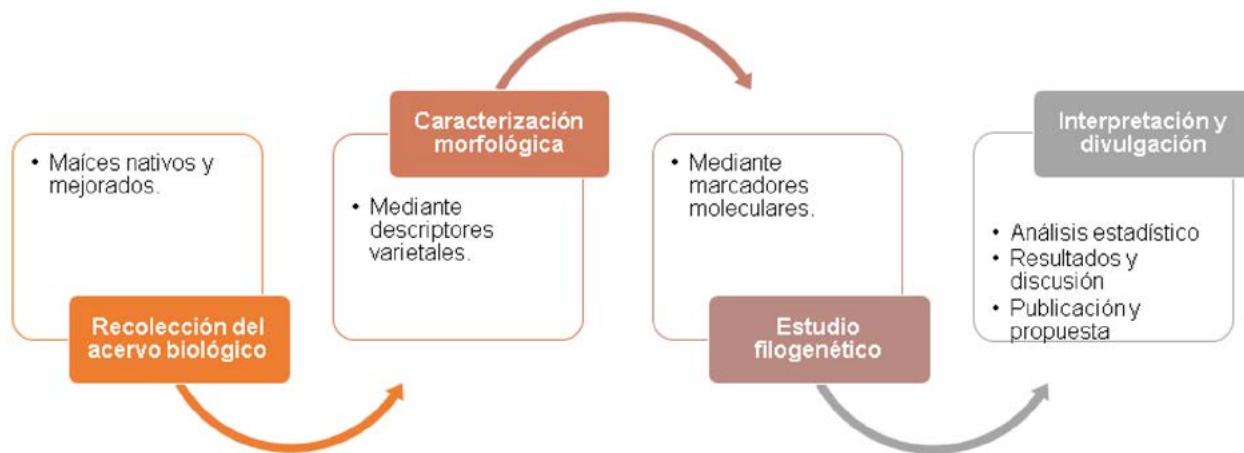 • Maíces nativos y
mejorados.
Recolección del
acervo biológico
Caracterización
morfológica
• Mediante
descriptores
varietales.
• Mediante
marcadores
moleculares.
Estudio
filogenético
Interpretación y
divulgación
• Análisis estadístico
• Resultados y
discusión
• Publicación y
propuesta